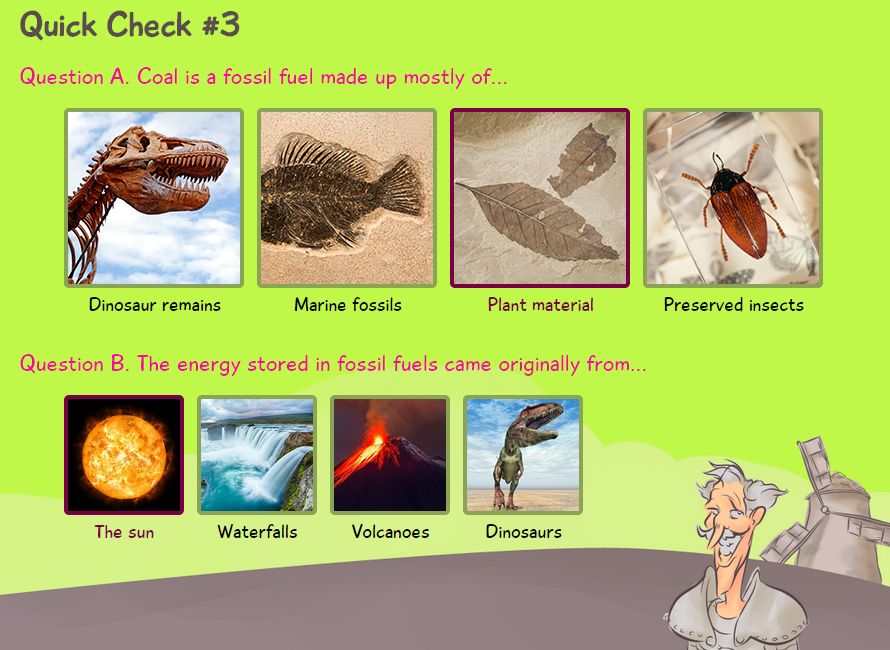 Quick Check #3
Question A. Coal is a fossil fuel made up mostly of...
Dinosaur remains
Marine fossils
Plant material
Preserved insects
Question B. The energy stored in fossil fuels came originally from...
The sun
Waterfalls
Volcanoes
Dinosaurs